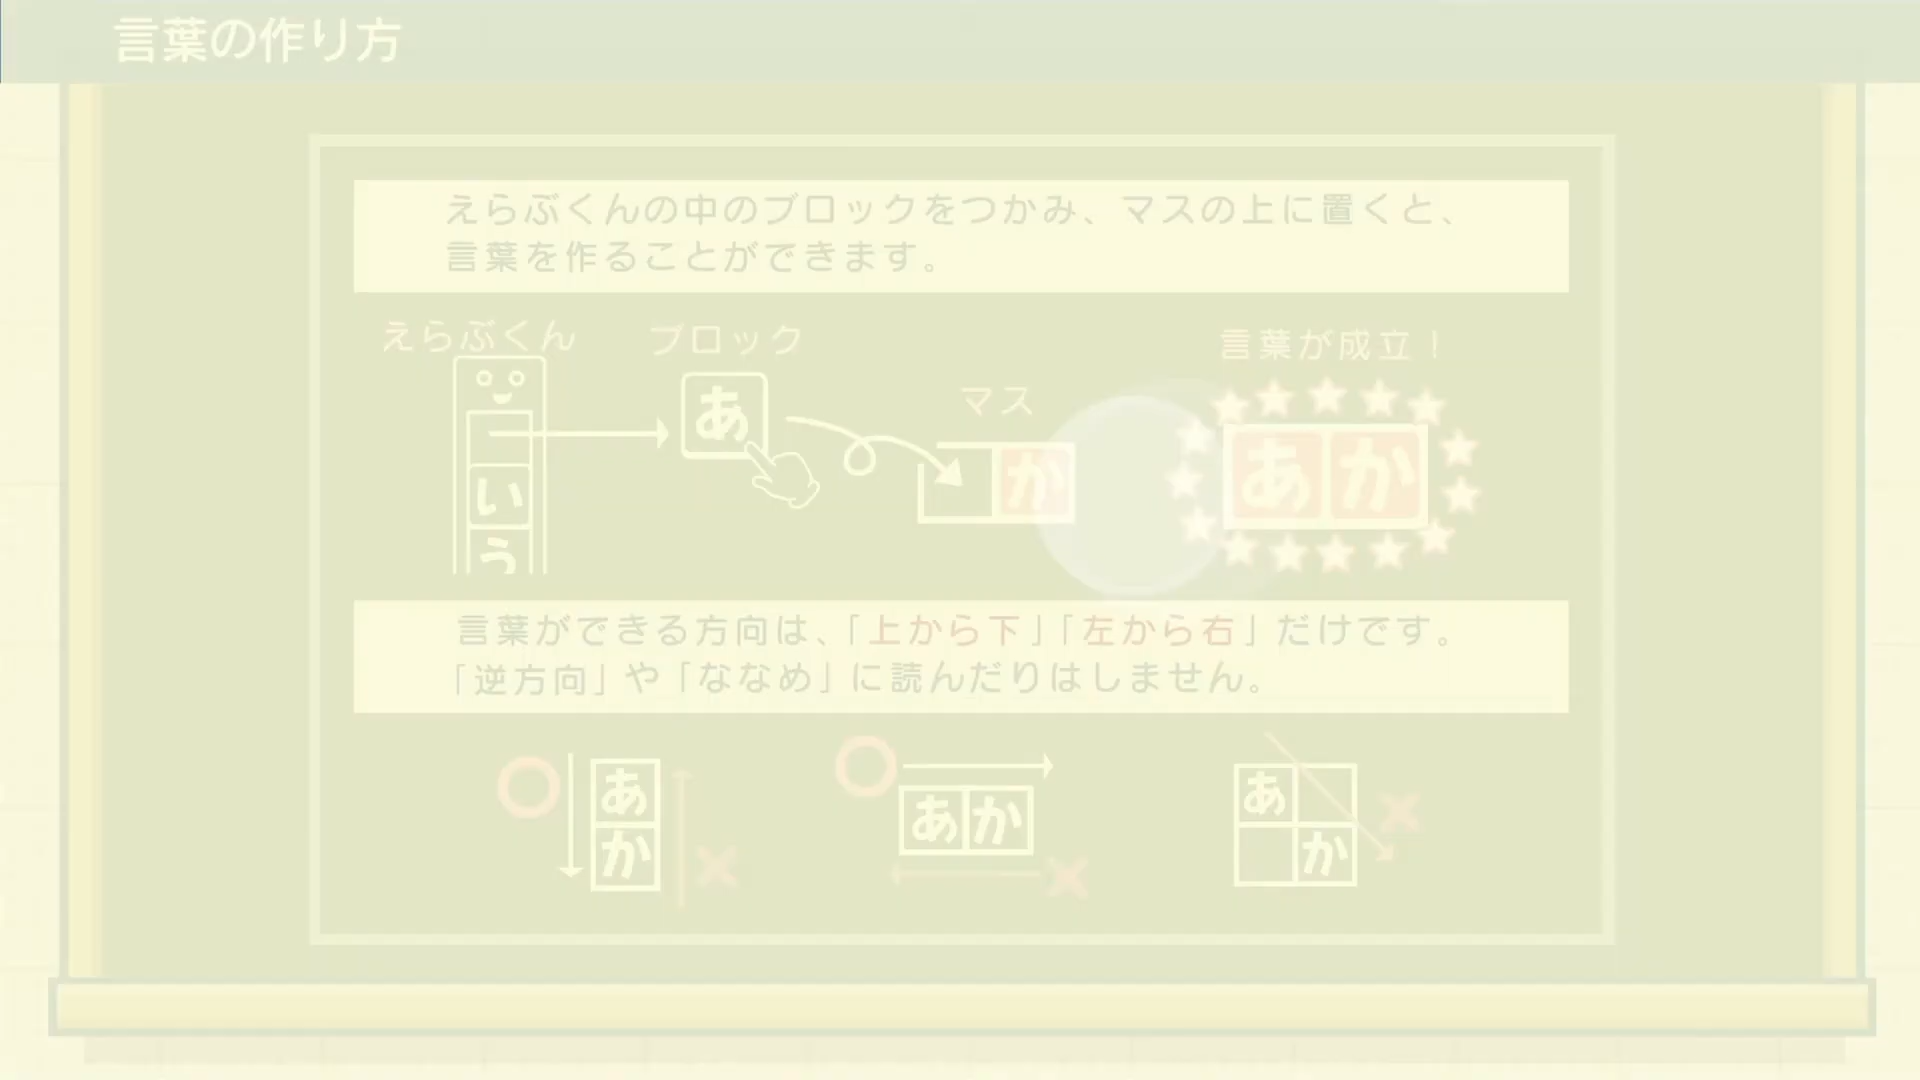 言葉の作り方
えらぶくんの中のブロックをつかみ、マスの上に置くと、
言葉を作ることができます。
えらぶくん
ブロック
マス
言葉が成立！
あ
い
う
か
あか
言葉ができる方向は、「上から下」「左から右」だけです。
「逆方向」や「ななめ」に読んだりはしません。
あ
か
あか
あ
か